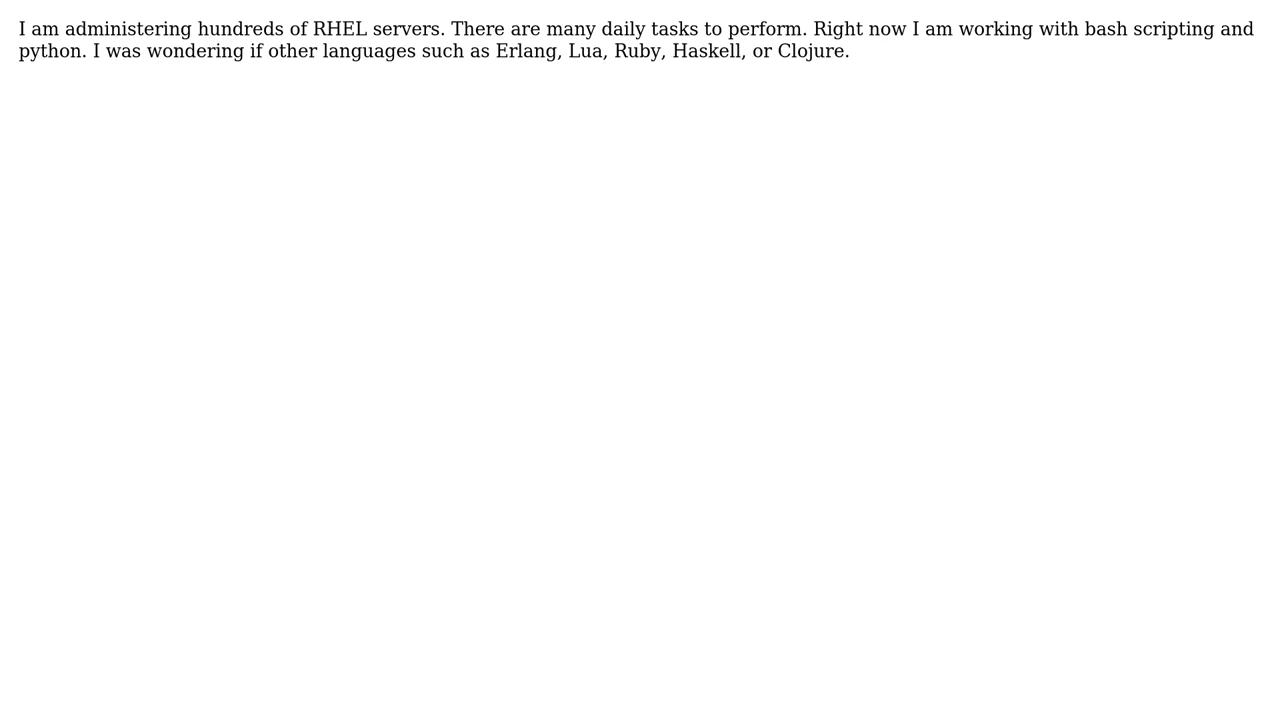 I am administering hundreds of RHEL servers. There are many daily tasks to perform. Right now I am working with bash scripting and
python. I was wondering if other languages such as Erlang, Lua, Ruby, Haskell, or Clojure.